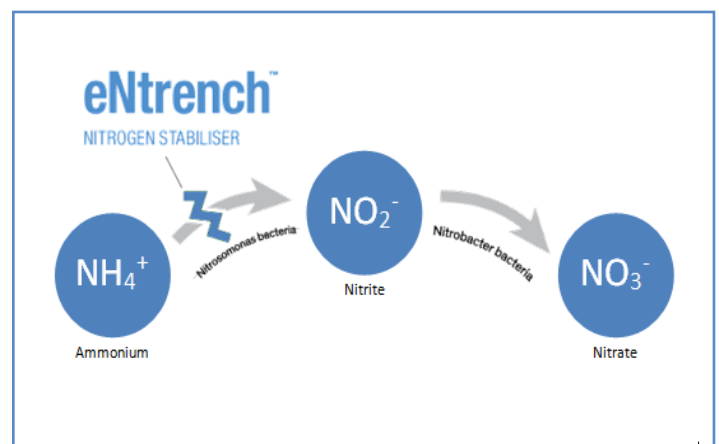 eNtrench™
NITROGEN STABILISER
NH₄⁺
Ammonium
Nitrosomonas bacteria
NO₂⁻
Nitrite
Nitrobacter bacteria
NO₃⁻
Nitrate